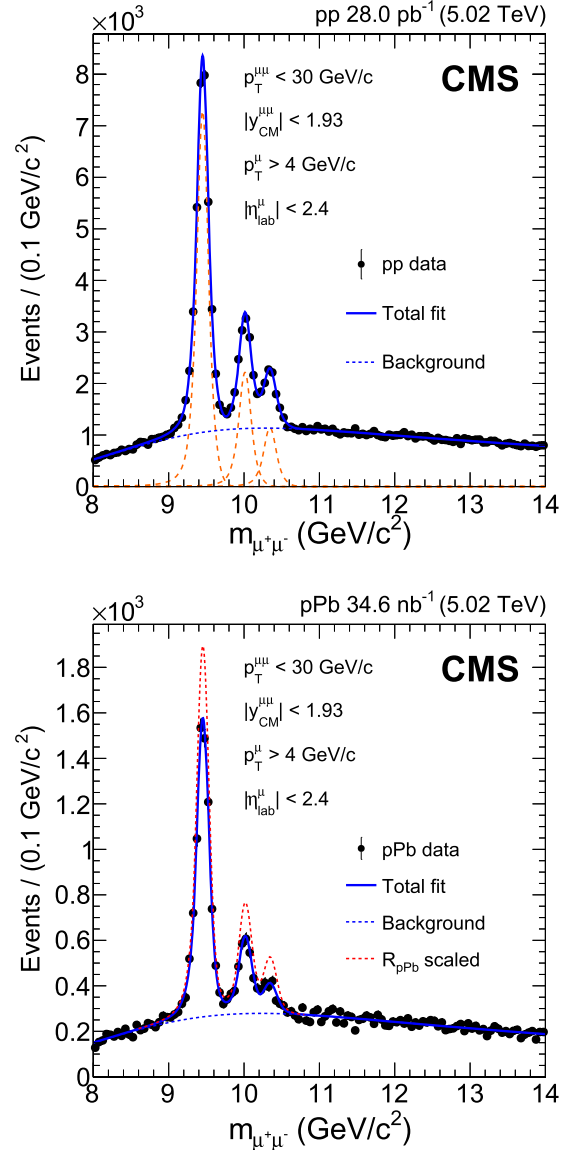 pp 28.0 pb⁻¹ (5.02 TeV)
×10³
p_T^μμ < 30 GeV/c
CMS
|y_CM^μμ| < 1.93
p_T^μ > 4 GeV/c
|η_lab^μ| < 2.4
pp data
Total fit
Background
Events / (0.1 GeV/c²)
8
7
6
5
4
3
2
1
0
8 9 10 11 12 13 14
m_μ⁺μ⁻ (GeV/c²)
pPb 34.6 nb⁻¹ (5.02 TeV)
×10³
p_T^μμ < 30 GeV/c
CMS
|y_CM^μμ| < 1.93
p_T^μ > 4 GeV/c
|η_lab^μ| < 2.4
pPb data
Total fit
Background
R_pPb scaled
Events / (0.1 GeV/c²)
1.8
1.6
1.4
1.2
1
0.8
0.6
0.4
0.2
0
8 9 10 11 12 13 14
m_μ⁺μ⁻ (GeV/c²)